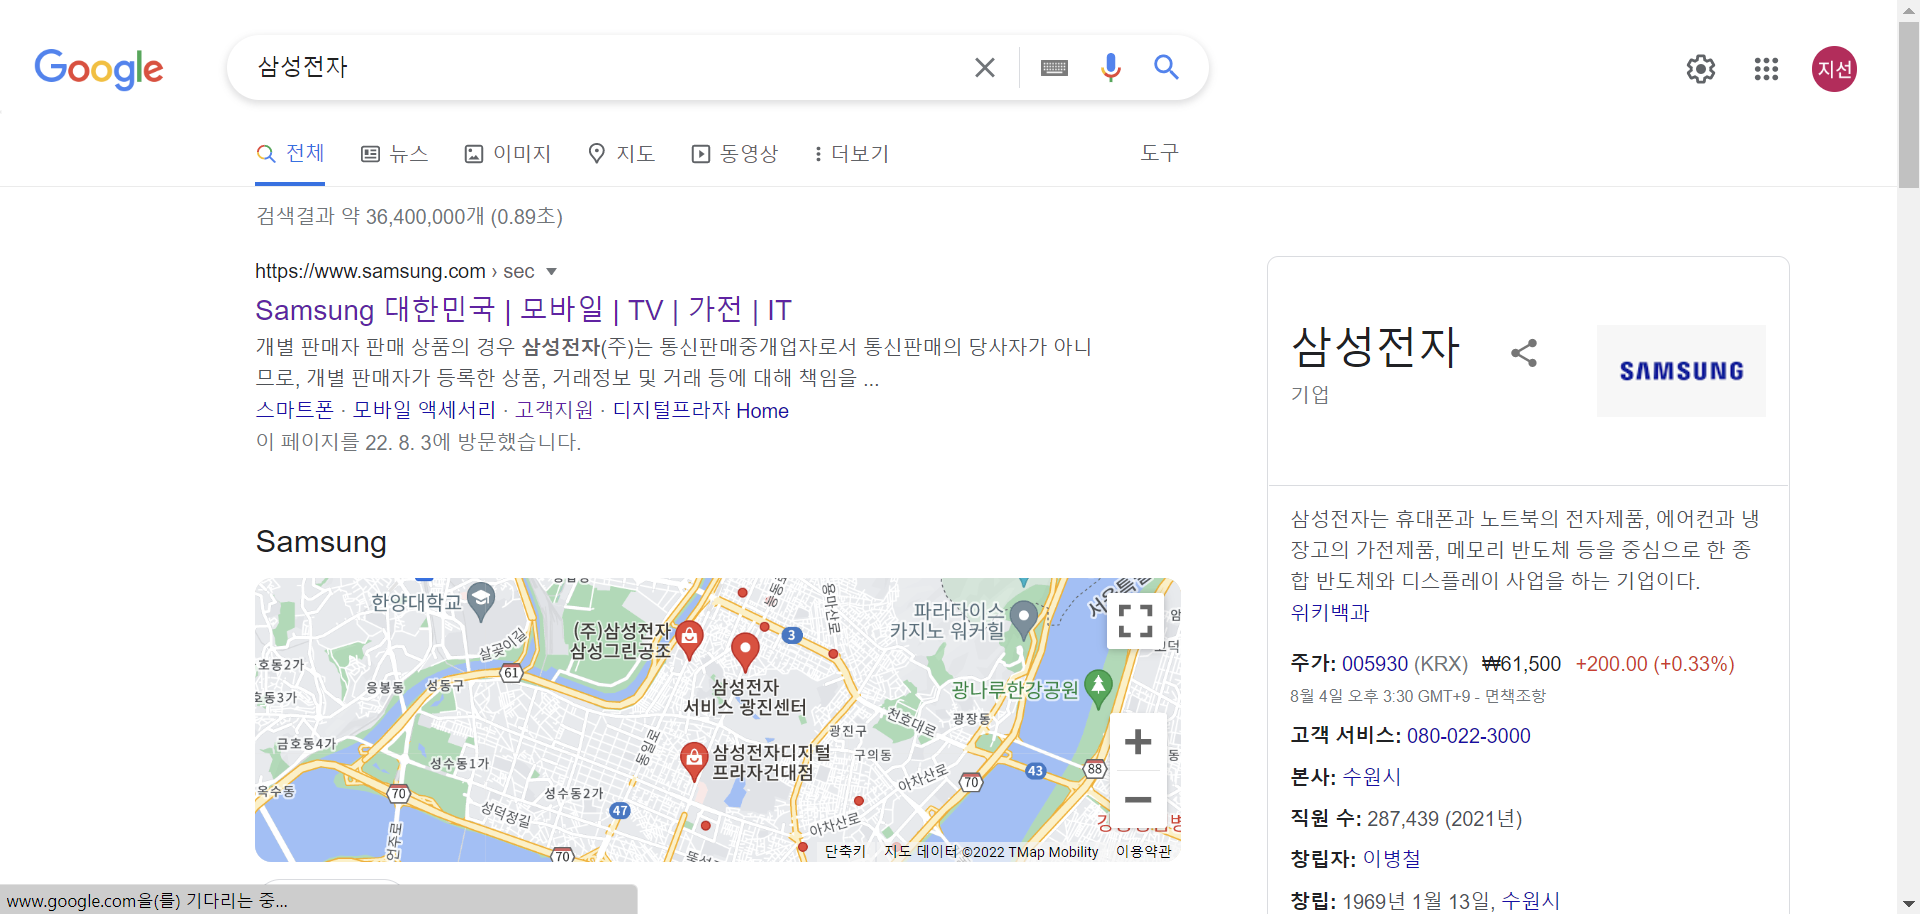 Google
삼성전자
지선
전체
뉴스
이미지
지도
동영상
더보기
도구
검색결과 약 36,400,000개 (0.89초)
https://www.samsung.com › sec
Samsung 대한민국 | 모바일 | TV | 가전 | IT
개별 판매자 판매 상품의 경우 삼성전자(주)는 통신판매중개업자로서 통신판매의 당사자가 아니
므로, 개별 판매자가 등록한 상품, 거래정보 및 거래 등에 대해 책임을 ...
스마트폰 · 모바일 액세서리 · 고객지원 · 디지털프라자 Home
이 페이지를 22. 8. 3에 방문했습니다.
Samsung
한양대학교
살곶이길
(주)삼성전자
삼성그린공조
3
용마산로
파라다이스
카지노 워커힐
암
고덕
호동2가
호동3가
응봉동
성동구
61
삼성전자
서비스 광진센터
광나루한강공원
천호대로
광장동
광진구
구의동
금호동4가
성수동1가
동일로
삼성전자디지털
프라자건대점
아차산로
70
43
88
동
옥수동
70
성덕정길
성수동2가
47
아차산로
언주로
70
뚝섬
단축키
지도 데이터 ©2022 TMap Mobility
이용약관
삼성전자
기업
SAMSUNG
삼성전자는 휴대폰과 노트북의 전자제품, 에어컨과 냉
장고의 가전제품, 메모리 반도체 등을 중심으로 한 종
합 반도체와 디스플레이 사업을 하는 기업이다.
위키백과
주가: 005930 (KRX) ₩61,500 +200.00 (+0.33%)
8월 4일 오후 3:30 GMT+9 - 면책조항
고객 서비스: 080-022-3000
본사: 수원시
직원 수: 287,439 (2021년)
창립자: 이병철
창립: 1969년 1월 13일, 수원시
www.google.com을(를) 기다리는 중...